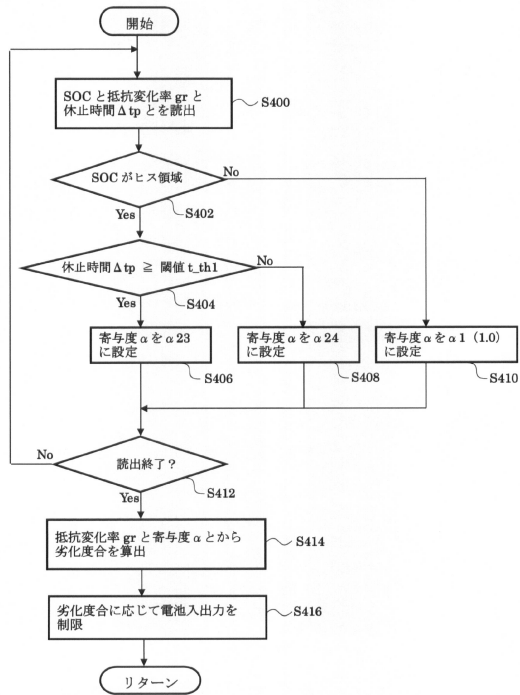 開始
SOCと抵抗変化率grと
休止時間Δtpとを読出
S400
SOCがヒス領域
No
Yes
S402
休止時間Δtp ≧ 閾値t_th1
No
Yes
S404
寄与度αをα23
に設定
S406
寄与度αをα24
に設定
S408
寄与度αをα1(1.0)
に設定
S410
読出終了?
No
Yes
S412
抵抗変化率grと寄与度αとから
劣化度合を算出
S414
劣化度合に応じて電池入出力を
制限
S416
リターン